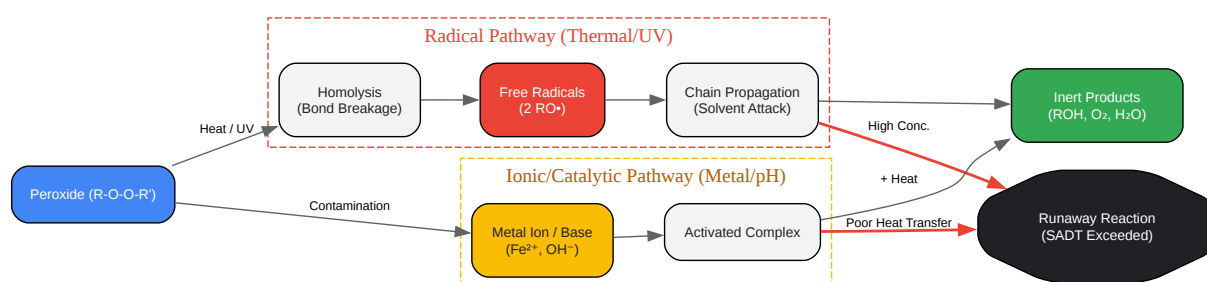 Radical Pathway (Thermal/UV)
Homolysis
(Bond Breakage)
Free Radicals
(2 RO•)
Chain Propagation
(Solvent Attack)
Inert Products
(ROH, O₂, H₂O)
Heat / UV
High Conc.
Peroxide (R-O-O-R')
Ionic/Catalytic Pathway (Metal/pH)
+ Heat
Contamination
Metal Ion / Base
(Fe²⁺, OH⁻)
Activated Complex
Poor Heat Transfer
Runaway Reaction
(SADT Exceeded)